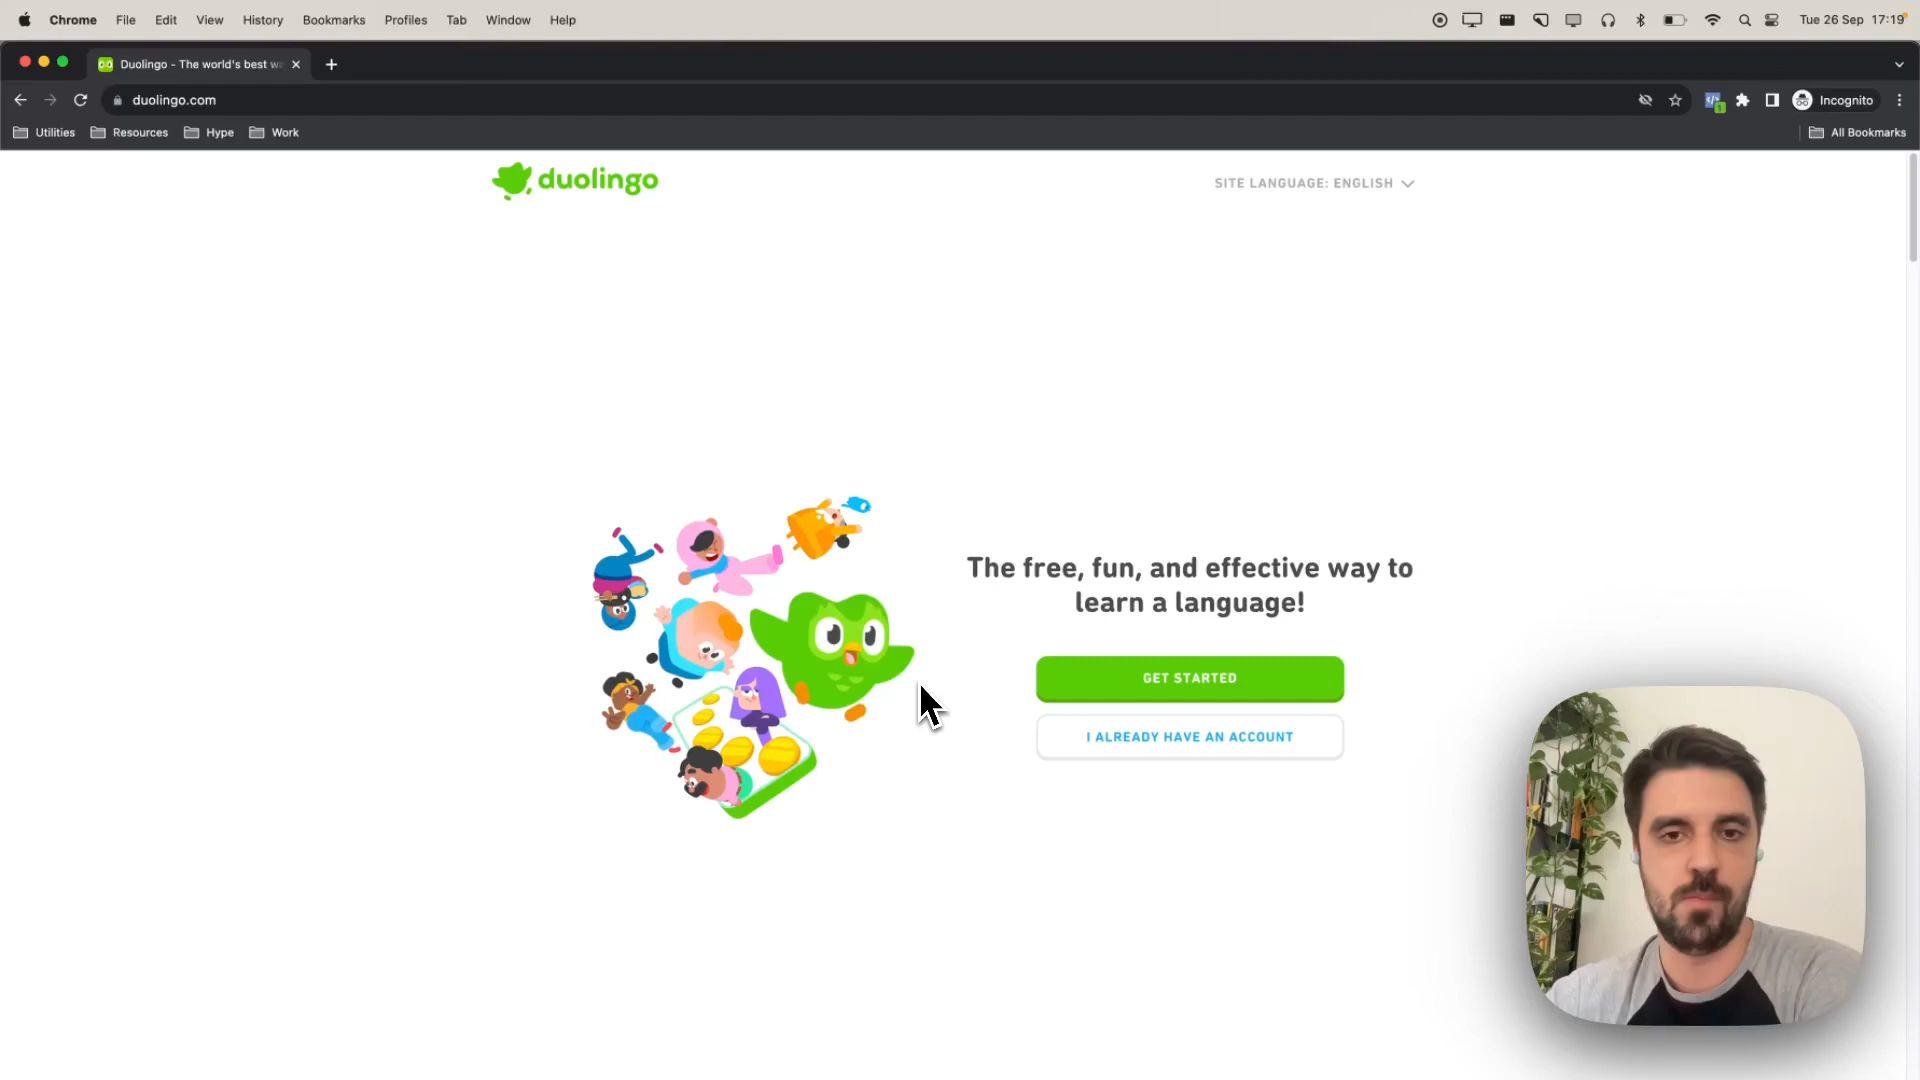 Chrome File Edit View History Bookmarks Profiles Tab Window Help Tue 26 Sep 17:19
Duolingo - The world's best wa
duolingo.com Incognito
Utilities Resources Hype Work All Bookmarks
duolingo SITE LANGUAGE: ENGLISH
The free, fun, and effective way to
learn a language!
GET STARTED
I ALREADY HAVE AN ACCOUNT